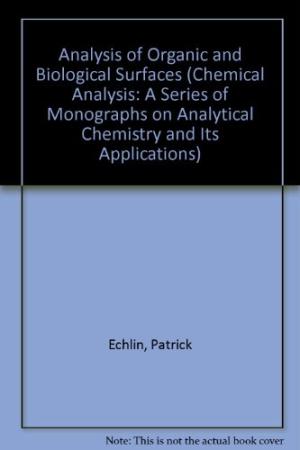 Analysis of Organic and
Biological Surfaces (Chemical
Analysis: A Series of
Monographs on Analytical
Chemistry and Its
Applications)
Echlin, Patrick
Note: This is not the actual book cover